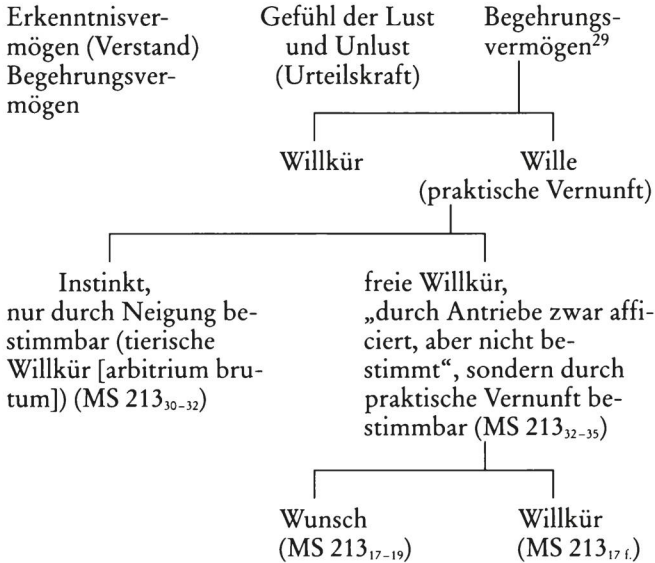 Erkenntnisver-
mögen (Verstand)
Begehrungsver-
mögen
Gefühl der Lust
und Unlust
(Urteilskraft)
Begehrungs-
vermögen²⁹
Willkür
Wille
(praktische Vernunft)
Instinkt,
nur durch Neigung be-
stimmbar (tierische
Willkür [arbitrium bru-
tum]) (MS 213₃₀₋₃₂)
freie Willkür,
„durch Antriebe zwar affi-
ciert, aber nicht be-
stimmt“, sondern durch
praktische Vernunft be-
stimmbar (MS 213₃₂₋₃₅)
Wunsch
(MS 213₁₇₋₁₉)
Willkür
(MS 213₁₇ f.)